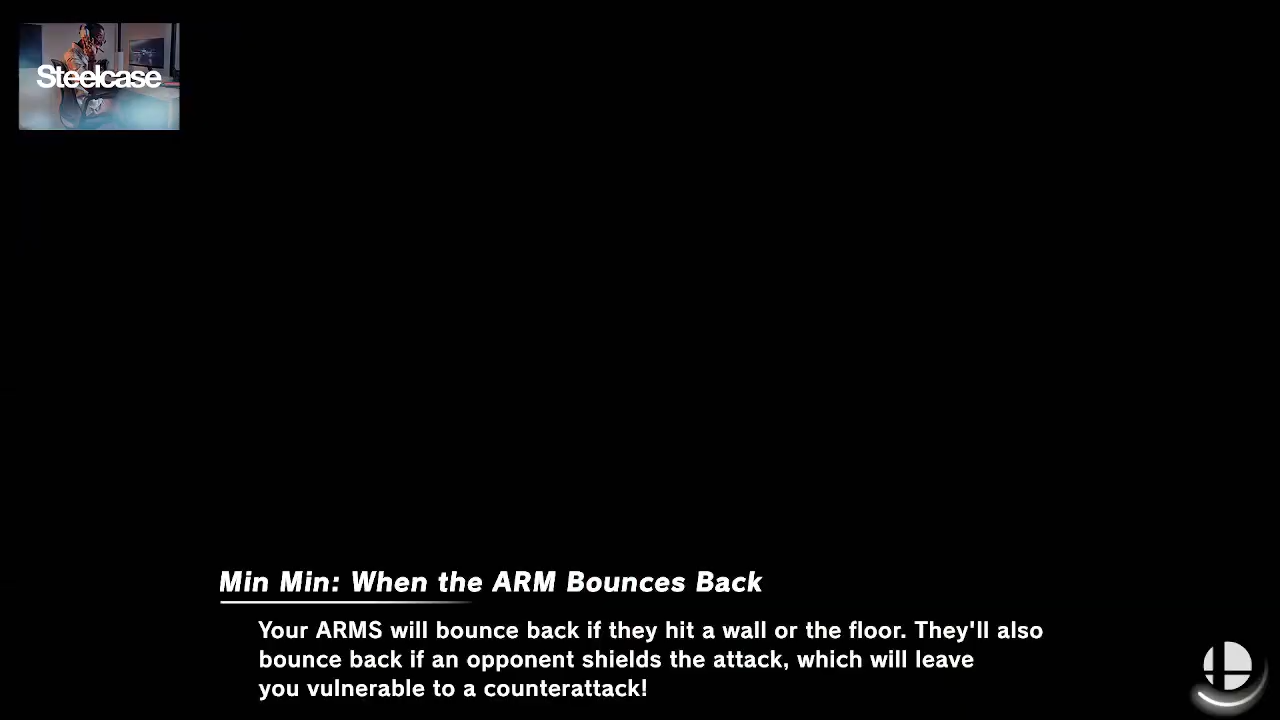 Steelcase
Min Min: When the ARM Bounces Back
Your ARMS will bounce back if they hit a wall or the floor. They'll also
bounce back if an opponent shields the attack, which will leave
you vulnerable to a counterattack!